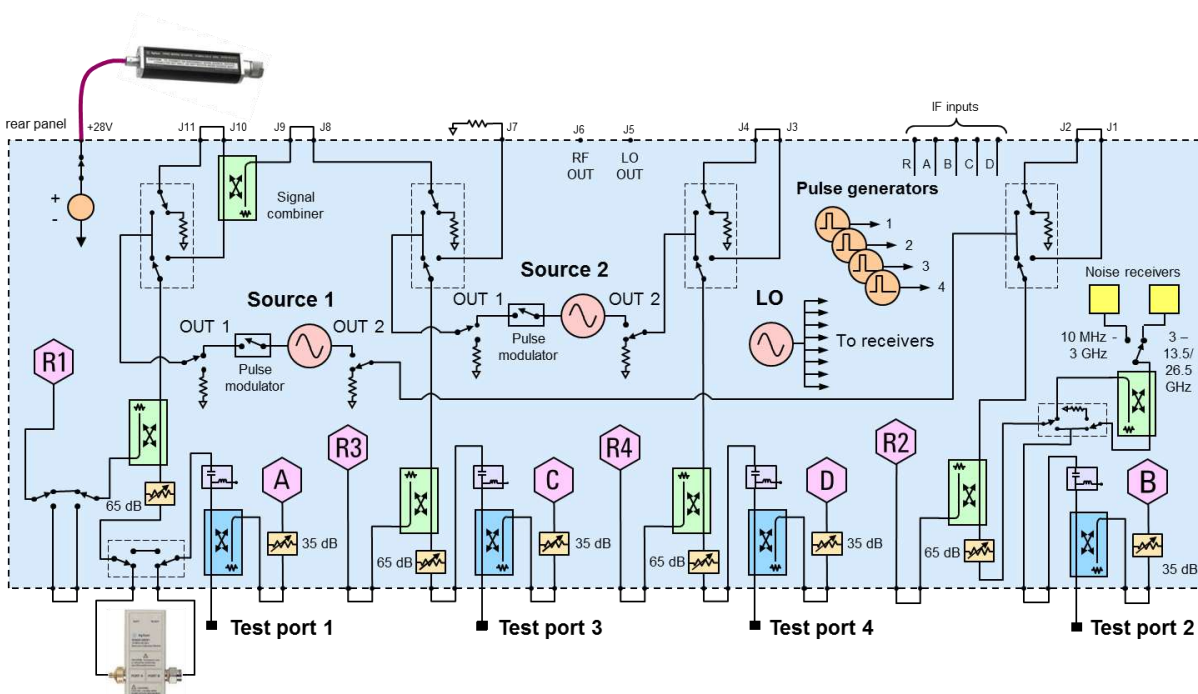 rear panel
+28V
J11
J10
J9
J8
J7
J6
J5
J4
J3
IF inputs
J2
J1
RF
OUT
LO
OUT
R
A
B
C
D
+
-
Signal
combiner
Pulse generators
1
2
3
4
Source 1
OUT 1
OUT 2
Pulse
modulator
Source 2
OUT 1
OUT 2
Pulse
modulator
LO
To receivers
Noise receivers
10 MHz -
3 GHz
3 –
13.5/
26.5
GHz
R1
R3
R4
R2
A
C
D
B
65 dB
35 dB
65 dB
35 dB
65 dB
35 dB
65 dB
35 dB
Test port 1
Test port 3
Test port 4
Test port 2